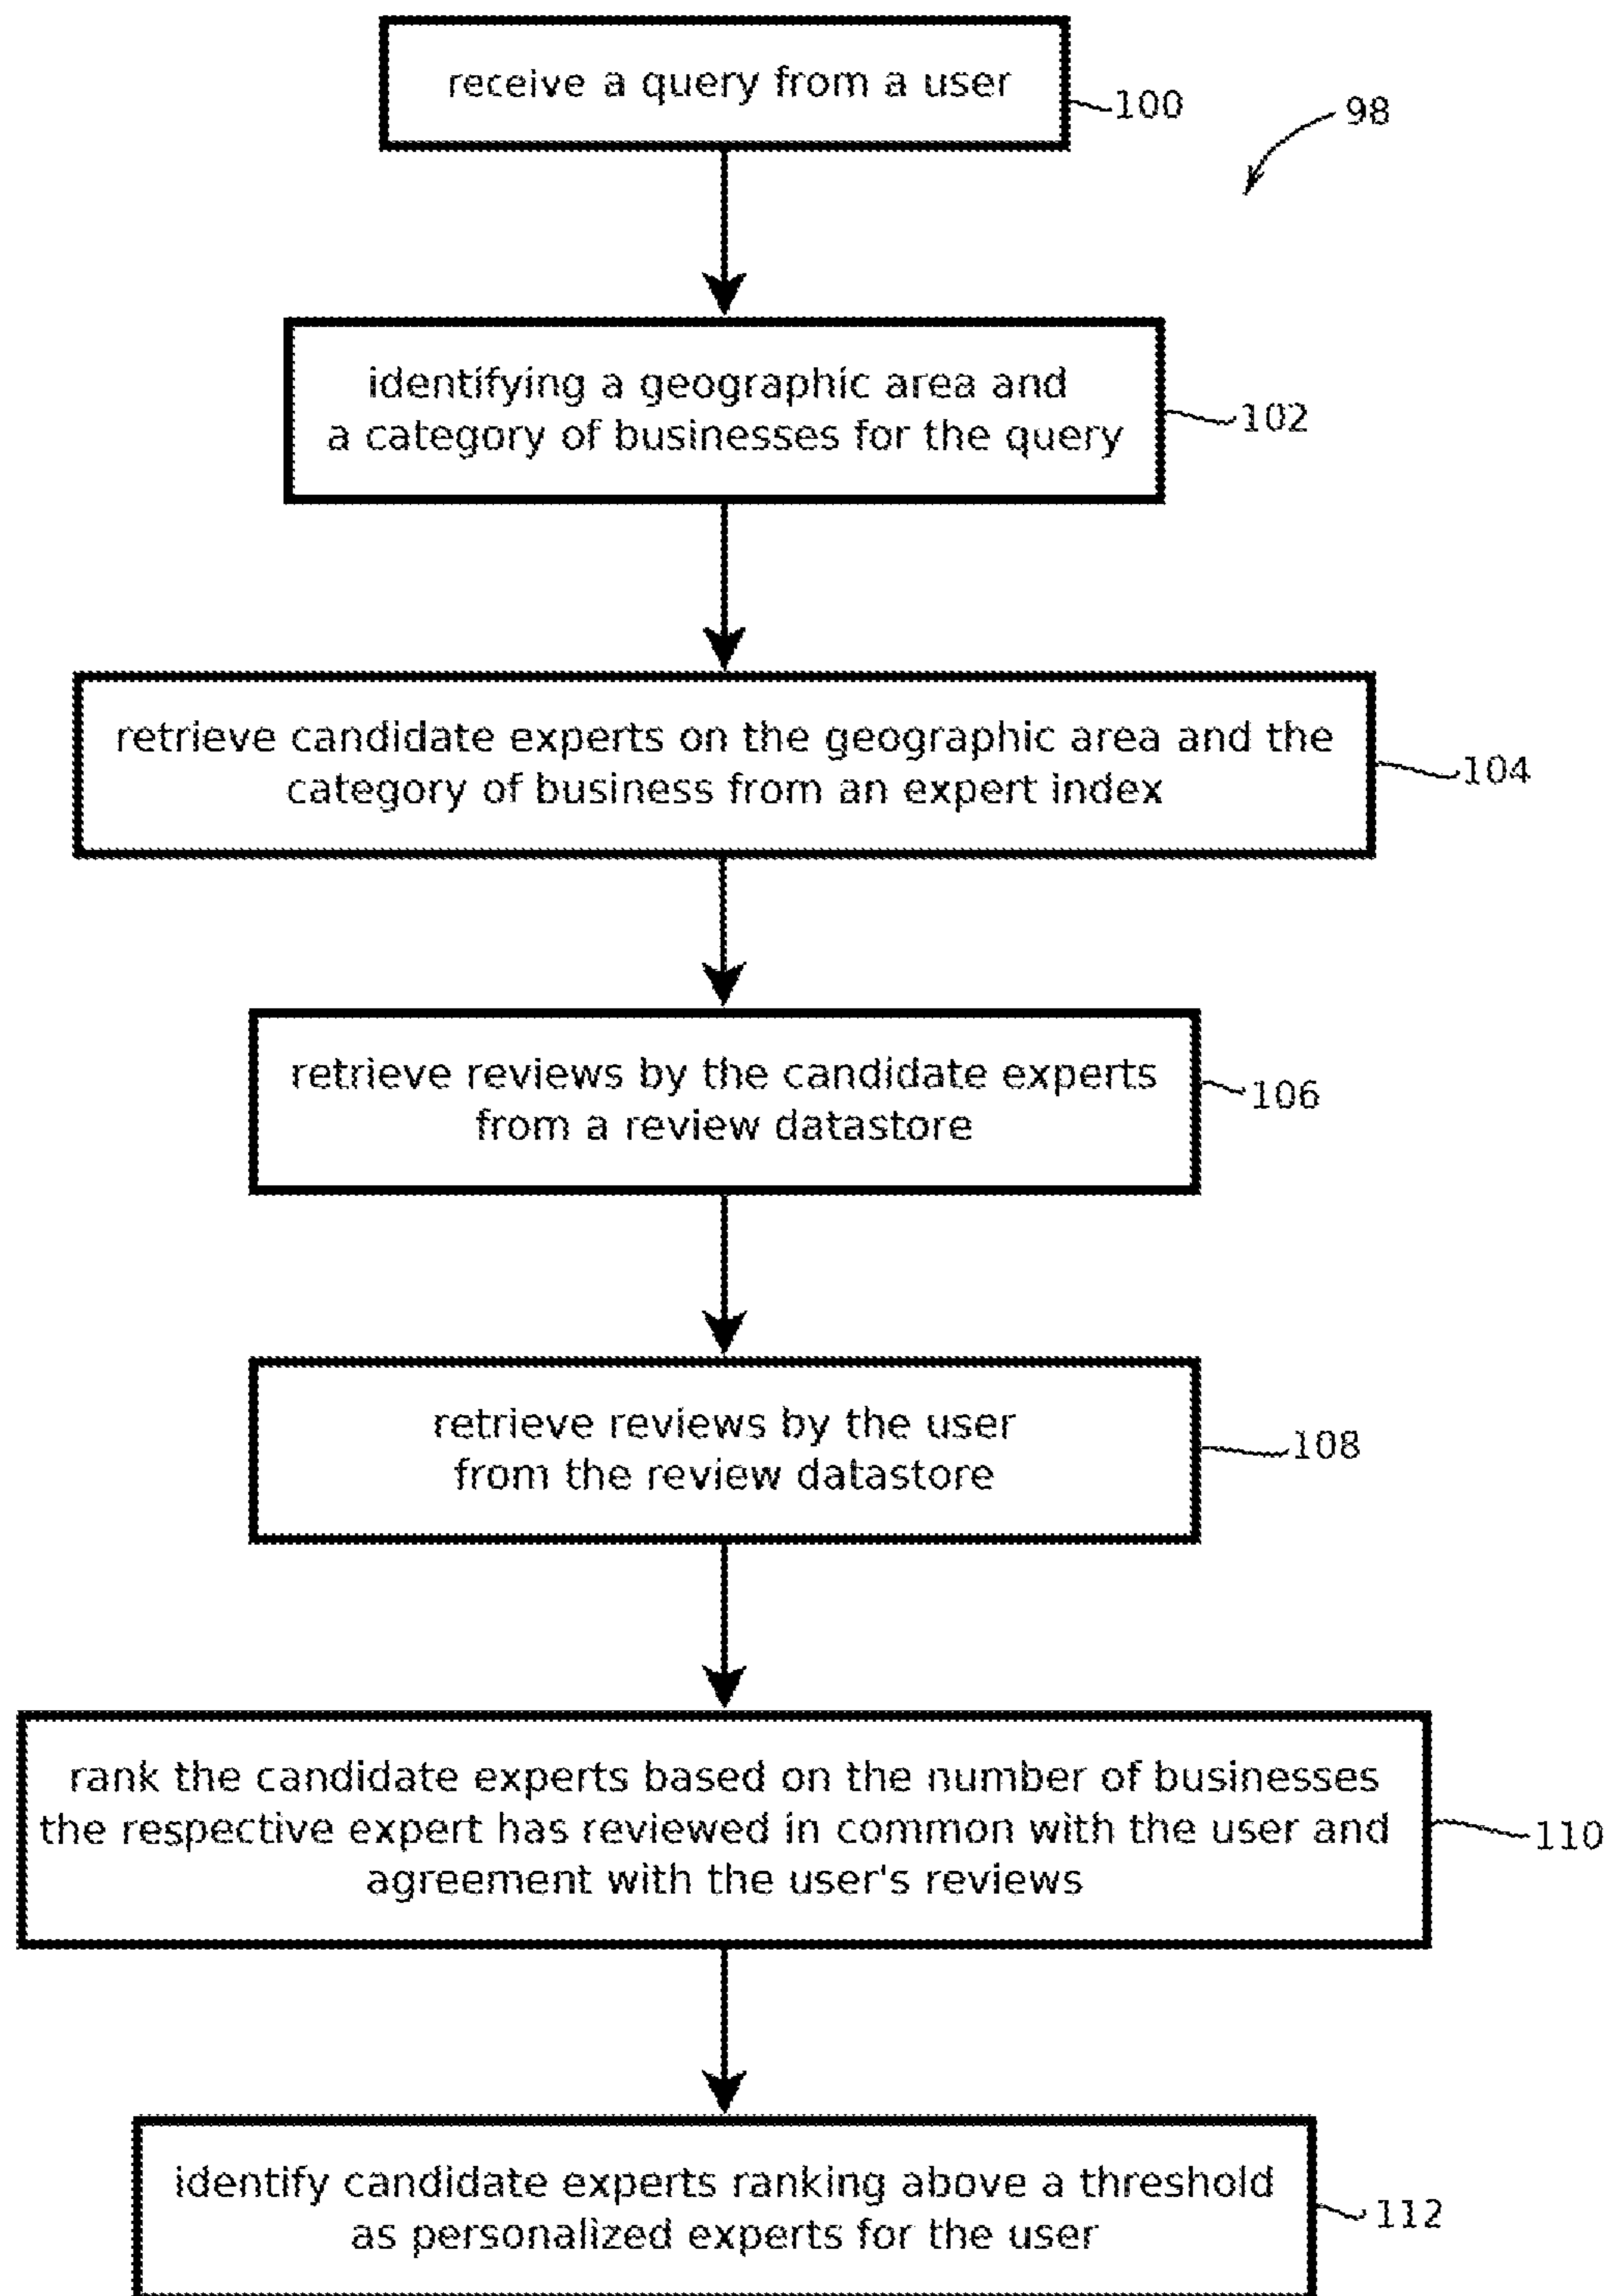 receive a query from a user
100
98
identifying a geographic area and
a category of businesses for the query
102
retrieve candidate experts on the geographic area and the
category of business from an expert index
104
retrieve reviews by the candidate experts
from a review datastore
106
retrieve reviews by the user
from the review datastore
108
rank the candidate experts based on the number of businesses
the respective expert has reviewed in common with the user and
agreement with the user's reviews
110
identify candidate experts ranking above a threshold
as personalized experts for the user
112